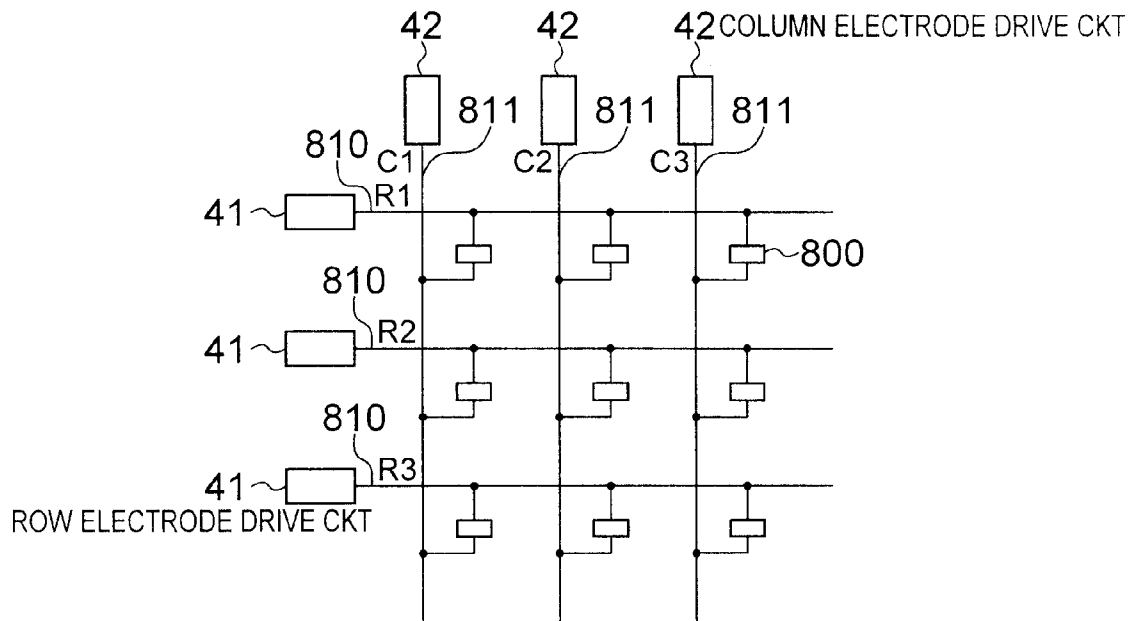 42 42 42 COLUMN ELECTRODE DRIVE CKT
811 811 811
810 C1 C2 C3
41 R1
800
810
41 R2
810
41 R3
ROW ELECTRODE DRIVE CKT